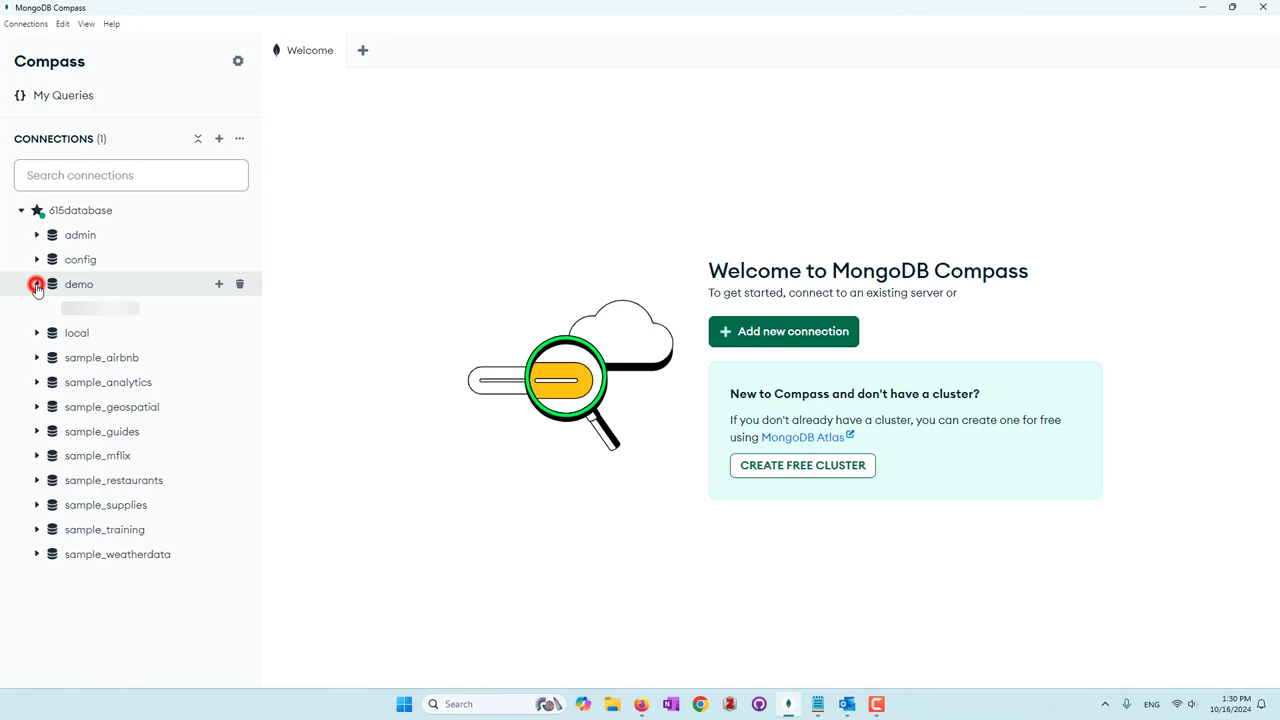 MongoDB Compass
Connections Edit View Help
Compass
My Queries
CONNECTIONS (1)
Search connections
615database
admin
config
demo
local
sample_airbnb
sample_analytics
sample_geospatial
sample_guides
sample_mflix
sample_restaurants
sample_supplies
sample_training
sample_weatherdata
Welcome
Welcome to MongoDB Compass
To get started, connect to an existing server or
Add new connection
New to Compass and don't have a cluster?
If you don't already have a cluster, you can create one for free
using MongoDB Atlas
CREATE FREE CLUSTER
Search
ENG
1:30 PM
10/16/2024